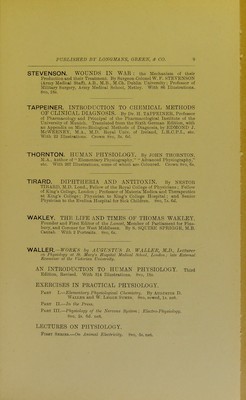 PUBLISHED BY LONGMANS, GREEN, & CO. 9
STEVENSON. WOUNDS IN WAR: the Mechanism of their
Production and their Treatment. By Surgeon-Colonel W. F. STEVENSON
(Army Medical Staff), A.B., M.B., M.Ch. Dublin University; Professor of
Military Surgery, Army Medical School, Netley. With 86 Illustrations.
8vo, 18s.
TAPPEINER. INTRODUCTION TO CHEMICAL METHODS
OF CLINICAL DIAGNOSIS. By Dr. H. TAPPEINER, Professor
of Pharmacology and Principal of the Pharmacological Institute of the
University of Munich. Translated from the Sixth German Edition, with
an Appendix on Micro-Biological Methods of Diagnosis, by EDMOND J.
McWEENEY, M.A., M.D. Royal Univ. of Ireland, L.R.C.P.I., etc.
With 22 Illustrations. Crown 8vo, 3s. 6d.
THORNTON. HUMAN PHYSIOLOGY. By JOHN THORNTON,
M.A., author of "Elementary Physiography," "Advanced Physiography,"
etc. With 267 Illustrations, some of which are Coloured. Crown 8vo, 6s.
TIRARD. DIPHTHERIA AND ANTITOXIN. By NESTOR
TIRARD, M.D. Lond.; Fellow of the Royal College of Physicians; Fellow
of King's College, London; Professor of Materia Medica and Therapeutics
at King's College; Physician to King's College Hospital; and Senior
Physician to the Evelina Hospital for Sick Children. 8vo, 7s. 6d.
WAKLEY. THE LIFE AND TIMES OF THOMAS WAKLEY,
Founder and First Editor of the Lancet, Member of Parliament for Fins-
bury, and Coroner for West Middlesex. By S. SQUIRE SPRIGGE, M.B.
Cantab. With 2 Portraits. 8vo, 6s.
WALLER.—WORKS by AUGUSTUS D. WALLER, M.D., Lecturer
on Physiology at St. Mary's Hospital Medical School, London; late External
Examiner at the Victorian University.
AN INTRODUCTION TO HUMAN PHYSIOLOGY. Third
Edition, Revised. With 314 Illustrations. 8vo, 18s.
EXERCISES IN PRACTICAL PHYSIOLOGY.
PART I.—Elementary Physiological Chemistry. By AUGUSTUS D.
WALLER and W. LEGGE SYMES. 8vo, sewed, 1s. net.
PART II.—In the Press.
PART III.—Physiology of the Nervous System; Electro-Physiology.
8vo, 2s. 6d. net.
LECTURES ON PHYSIOLOGY.
First Series.—On Animal Electricity. 8vo, 5s. net.